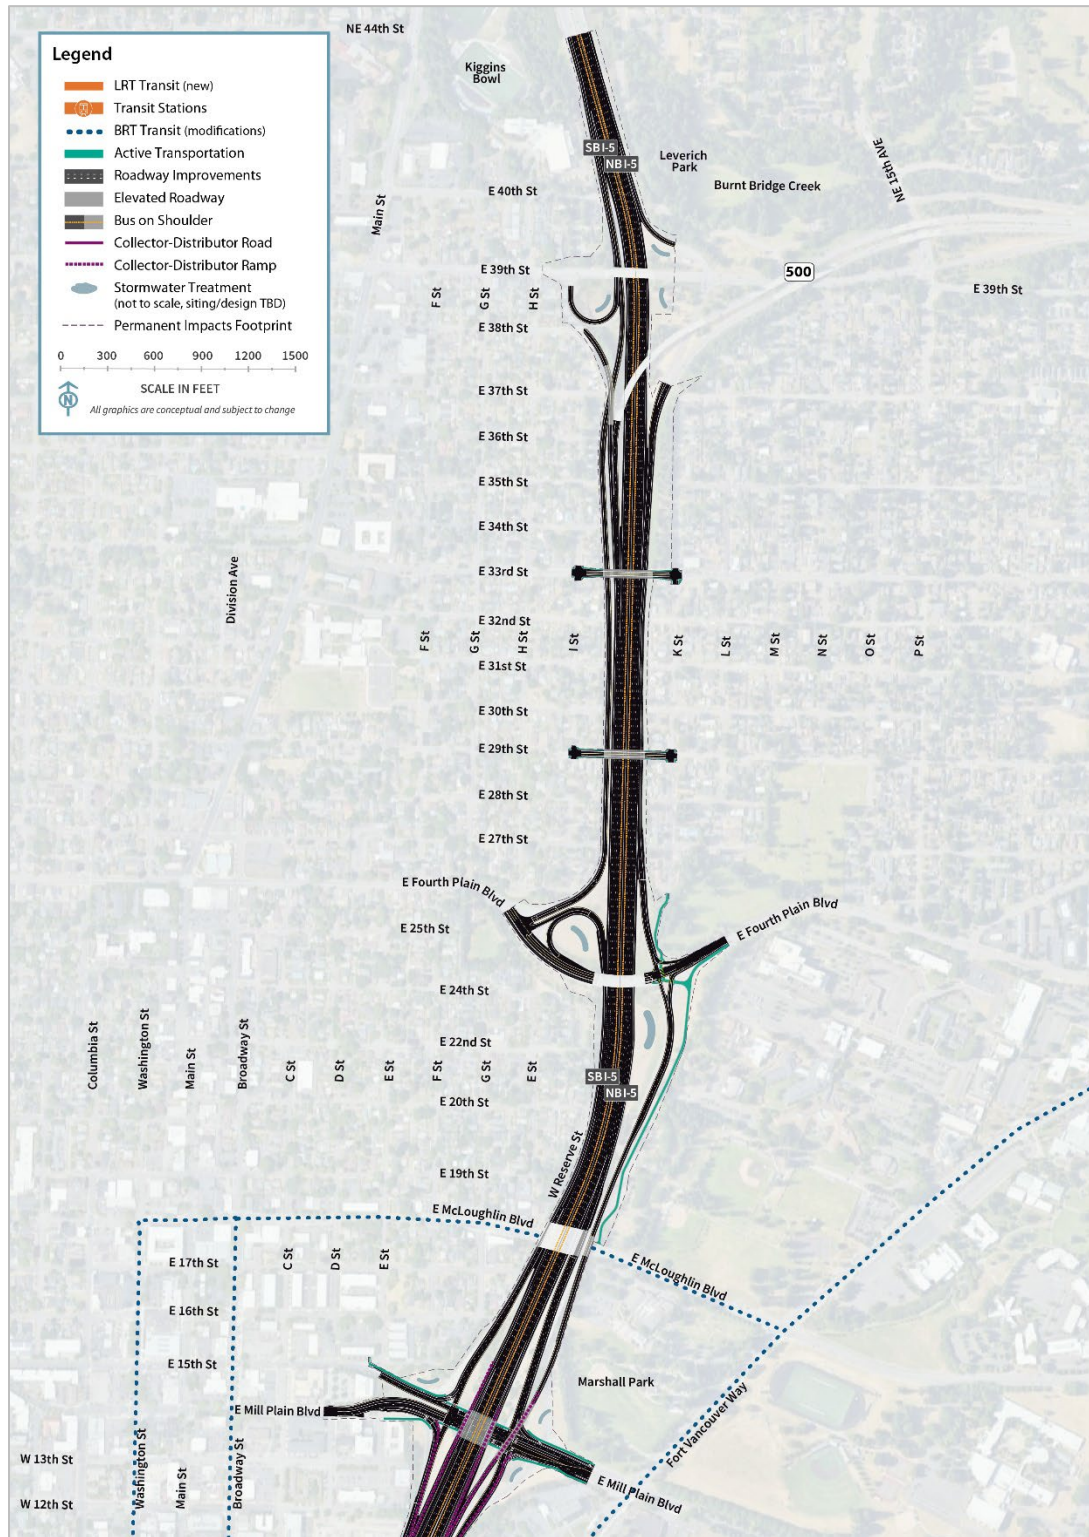 NE 44th St
Legend
LRT Transit (new)
Transit Stations
BRT Transit (modifications)
Active Transportation
Roadway Improvements
Elevated Roadway
Bus on Shoulder
Collector-Distributor Road
Collector-Distributor Ramp
Stormwater Treatment
(not to scale, siting/design TBD)
Permanent Impacts Footprint
0 300 600 900 1200 1500
SCALE IN FEET
N
All graphics are conceptual and subject to change
Kiggins
Bowl
SB I-5
NB I-5
Leverich
Park
Burnt Bridge Creek
NE 15th AVE
E 40th St
Main St
E 39th St
500
E 39th St
F St
G St
H St
E 38th St
E 37th St
E 36th St
E 35th St
E 34th St
E 33rd St
Division Ave
E 32nd St
F St
G St
H St
I St
K St
L St
M St
N St
O St
P St
E 31st St
E 30th St
E 29th St
E 28th St
E 27th St
E Fourth Plain Blvd
E Fourth Plain Blvd
E 25th St
E 24th St
E 22nd St
Columbia St
Washington St
Main St
Broadway St
C St
D St
E St
F St
G St
E St
SB I-5
NB I-5
E 20th St
E 19th St
W Reserve St
E McLoughlin Blvd
E McLoughlin Blvd
E 17th St
C St
D St
E St
E 16th St
E 15th St
Marshall Park
E Mill Plain Blvd
Fort Vancouver Way
W 13th St
Washington St
Main St
Broadway St
E Mill Plain Blvd
W 12th St